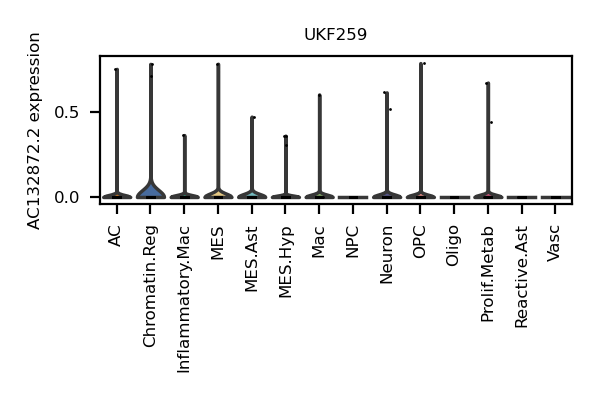 UKF259
AC132872.2 expression
0.5
0.0
AC
Chromatin.Reg
Inflammatory.Mac
MES
MES.Ast
MES.Hyp
Mac
NPC
Neuron
OPC
Oligo
Prolif.Metab
Reactive.Ast
Vasc